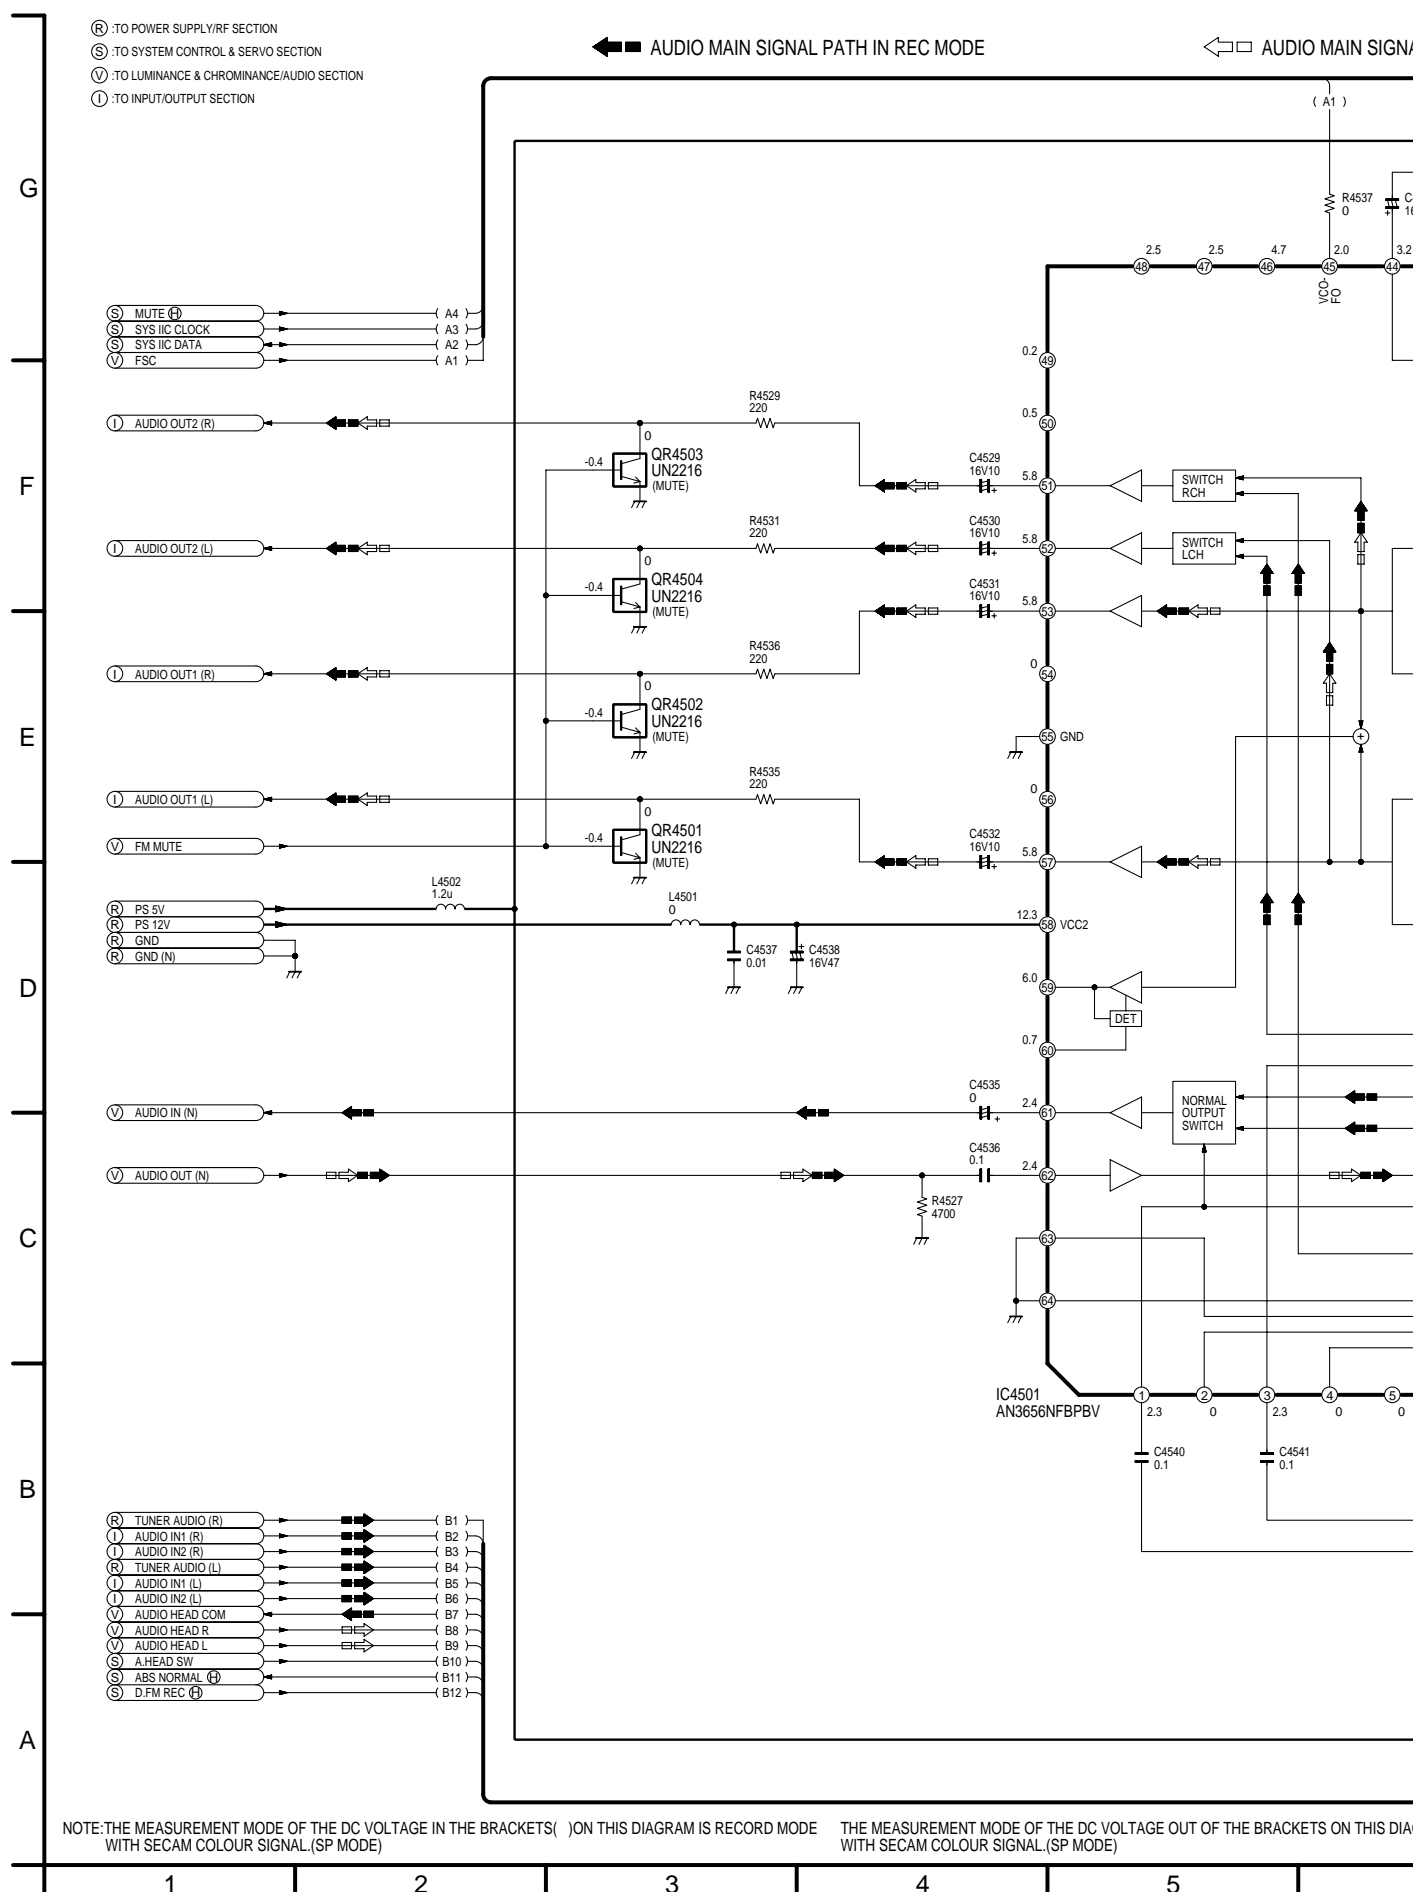 R :TO POWER SUPPLY/RF SECTION
S :TO SYSTEM CONTROL & SERVO SECTION
V :TO LUMINANCE & CHROMINANCE/AUDIO SECTION
I :TO INPUT/OUTPUT SECTION
AUDIO MAIN SIGNAL PATH IN REC MODE
AUDIO MAIN SIGNA
( A1 )
G
R4537
0
C
16
2.5
2.5
4.7
2.0
3.2
48
47
46
45
44
VCO-
FO
S MUTE H ( A4 )
S SYS IIC CLOCK ( A3 )
S SYS IIC DATA ( A2 )
V FSC ( A1 )
0.2
49
I AUDIO OUT2 (R)
R4529
220
0.5
50
0
-0.4
QR4503
UN2216
(MUTE)
C4529
16V10
5.8
51
SWITCH
RCH
F
I AUDIO OUT2 (L)
R4531
220
C4530
16V10
5.8
52
SWITCH
LCH
0
-0.4
QR4504
UN2216
(MUTE)
C4531
16V10
5.8
53
I AUDIO OUT1 (R)
R4536
220
0
54
0
-0.4
QR4502
UN2216
(MUTE)
E
55 GND
+
I AUDIO OUT1 (L)
R4535
220
0
56
V FM MUTE
0
-0.4
QR4501
UN2216
(MUTE)
C4532
16V10
5.8
57
L4502
1.2u
L4501
0
R PS 5V
R PS 12V
R GND
R GND (N)
12.3
58 VCC2
C4537
0.01
C4538
16V47
D
6.0
59
DET
0.7
60
V AUDIO IN (N)
C4535
0
2.4
61
NORMAL
OUTPUT
SWITCH
V AUDIO OUT (N)
C4536
0.1
2.4
62
R4527
4700
C
63
64
IC4501
AN3656NFBPBV
1
2
3
4
5
2.3
0
2.3
0
0
C4540
0.1
C4541
0.1
B
R TUNER AUDIO (R) ( B1 )
I AUDIO IN1 (R) ( B2 )
I AUDIO IN2 (R) ( B3 )
R TUNER AUDIO (L) ( B4 )
I AUDIO IN1 (L) ( B5 )
I AUDIO IN2 (L) ( B6 )
V AUDIO HEAD COM ( B7 )
V AUDIO HEAD R ( B8 )
V AUDIO HEAD L ( B9 )
S A.HEAD SW ( B10 )
S ABS NORMAL H ( B11 )
S D.FM REC H ( B12 )
A
NOTE:THE MEASUREMENT MODE OF THE DC VOLTAGE IN THE BRACKETS( )ON THIS DIAGRAM IS RECORD MODE
WITH SECAM COLOUR SIGNAL.(SP MODE)
THE MEASUREMENT MODE OF THE DC VOLTAGE OUT OF THE BRACKETS ON THIS DIA
WITH SECAM COLOUR SIGNAL.(SP MODE)
1
2
3
4
5